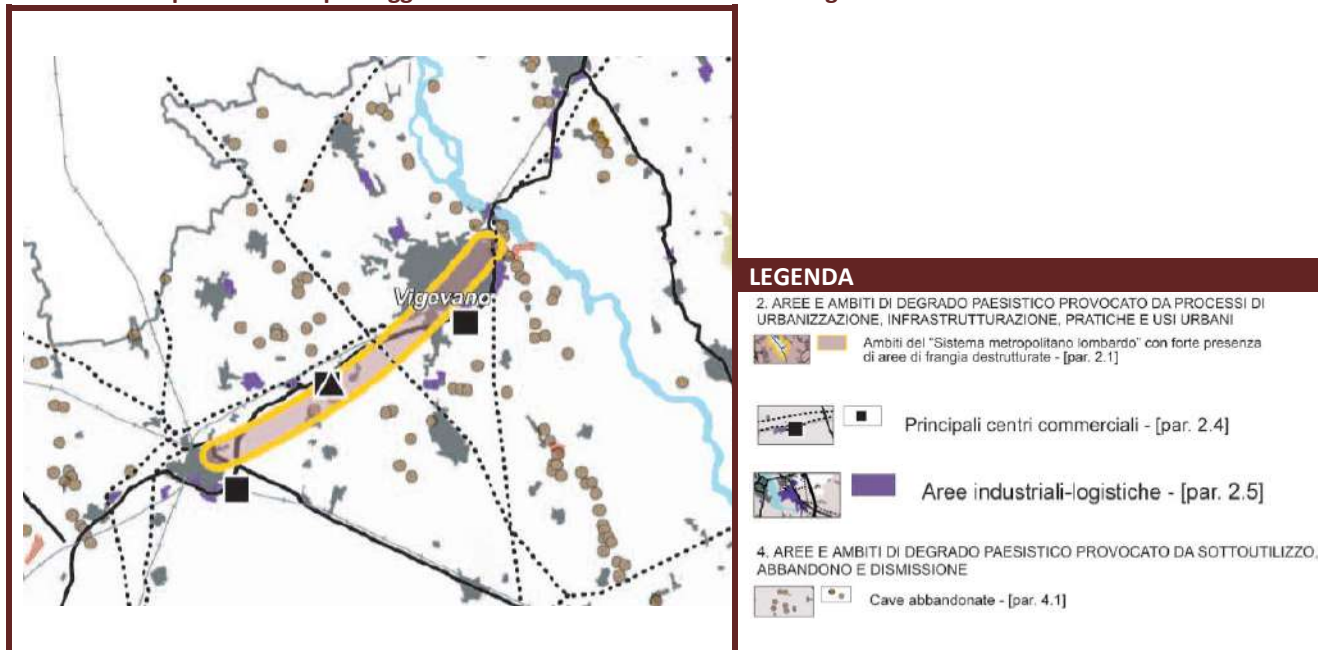 Vigevano
LEGENDA
2. AREE E AMBITI DI DEGRADO PAESISTICO PROVOCATO DA PROCESSI DI
URBANIZZAZIONE, INFRASTRUTTURAZIONE, PRATICHE E USI URBANI
Ambiti del "Sistema metropolitano lombardo" con forte presenza
di aree di frangia destrutturate - [par. 2.1]
Principali centri commerciali - [par. 2.4]
Aree industriali-logistiche - [par. 2.5]
4. AREE E AMBITI DI DEGRADO PAESISTICO PROVOCATO DA SOTTOUTILIZZO,
ABBANDONO E DISMISSIONE
Cave abbandonate - [par. 4.1]